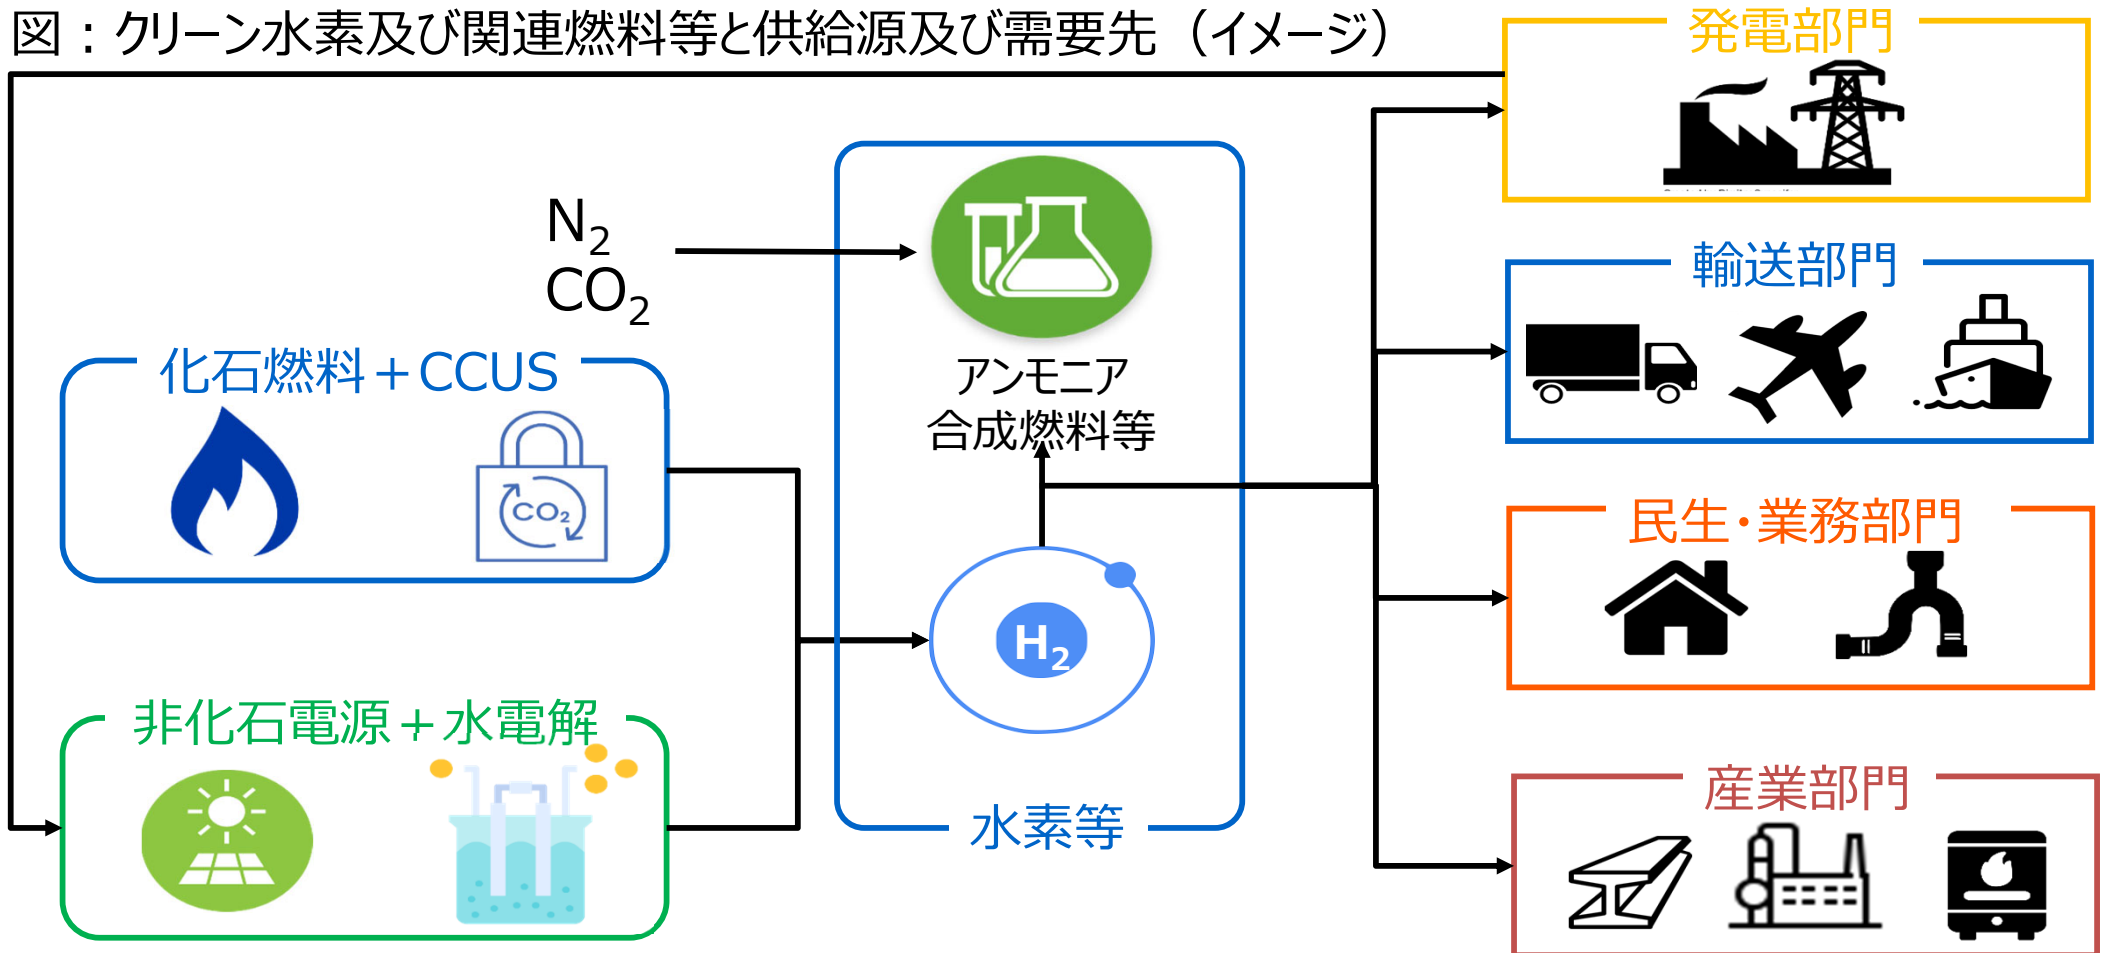 図：クリーン水素及び関連燃料等と供給源及び需要先（イメージ）
発電部門
N₂
CO₂
輸送部門
化石燃料＋CCUS
CO₂
アンモニア
合成燃料等
民生・業務部門
H₂
非化石電源＋水電解
水素等
産業部門